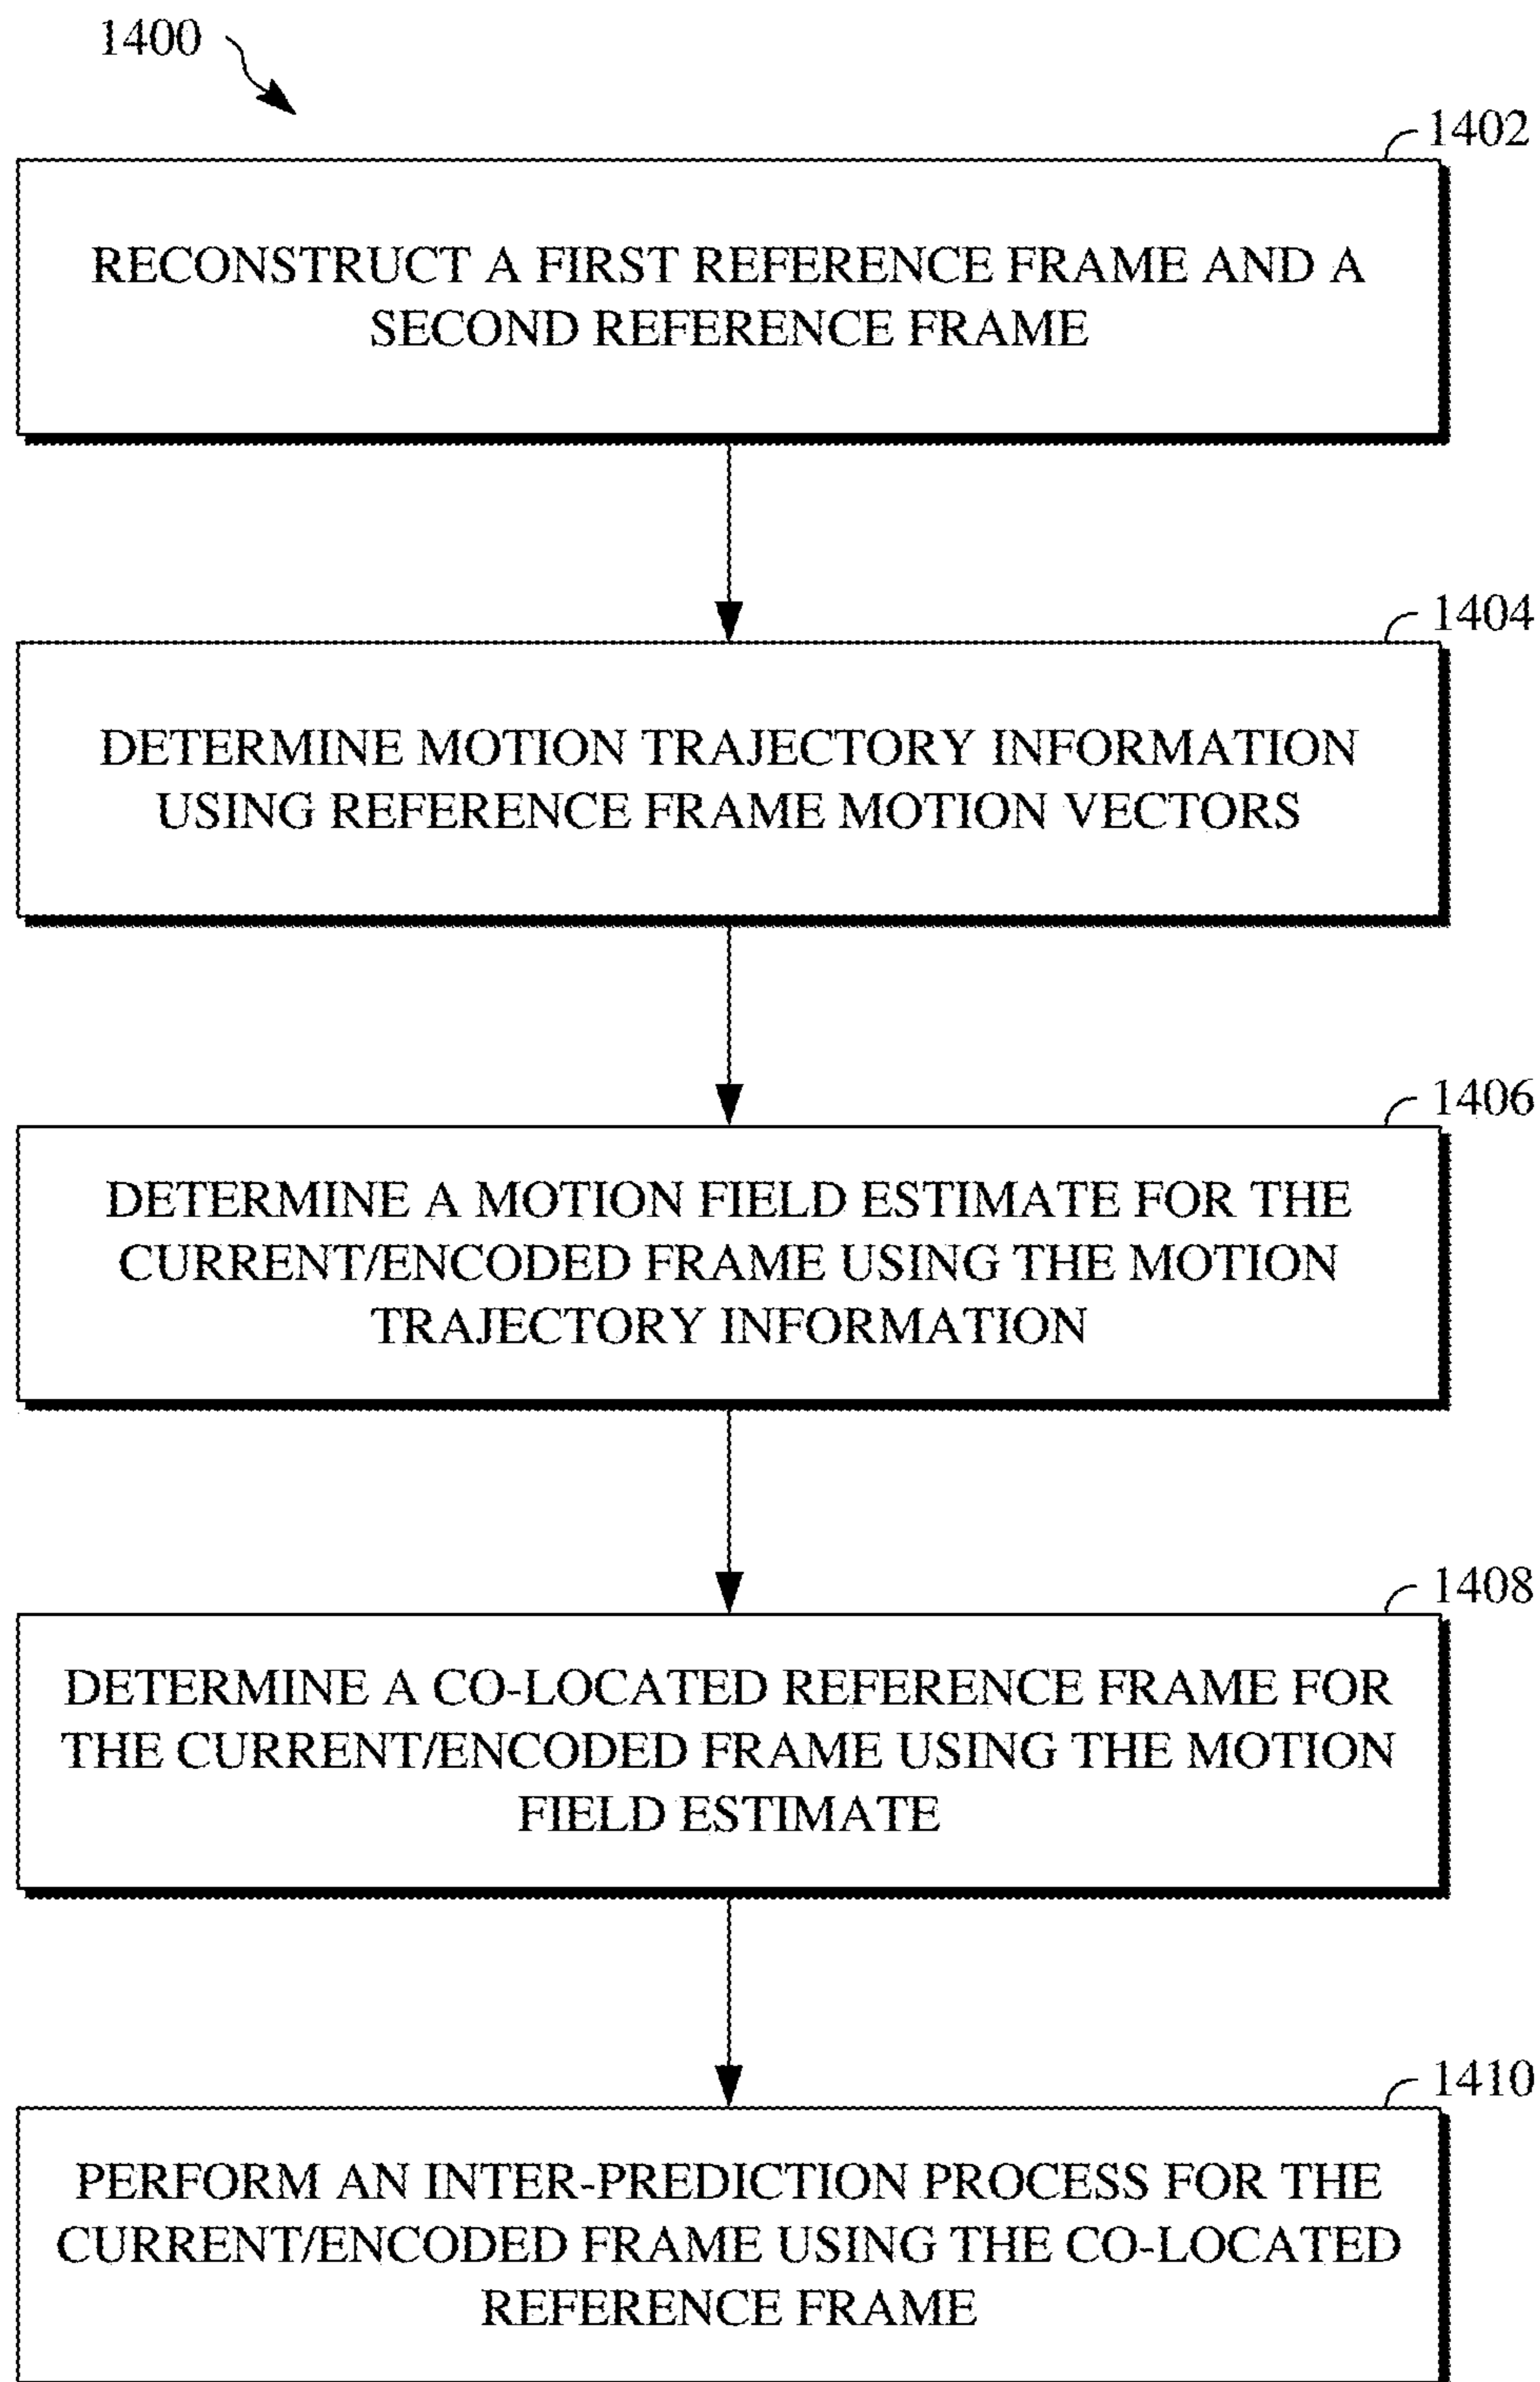 1400
1402
RECONSTRUCT A FIRST REFERENCE FRAME AND A
SECOND REFERENCE FRAME
1404
DETERMINE MOTION TRAJECTORY INFORMATION
USING REFERENCE FRAME MOTION VECTORS
1406
DETERMINE A MOTION FIELD ESTIMATE FOR THE
CURRENT/ENCODED FRAME USING THE MOTION
TRAJECTORY INFORMATION
1408
DETERMINE A CO-LOCATED REFERENCE FRAME FOR
THE CURRENT/ENCODED FRAME USING THE MOTION
FIELD ESTIMATE
1410
PERFORM AN INTER-PREDICTION PROCESS FOR THE
CURRENT/ENCODED FRAME USING THE CO-LOCATED
REFERENCE FRAME